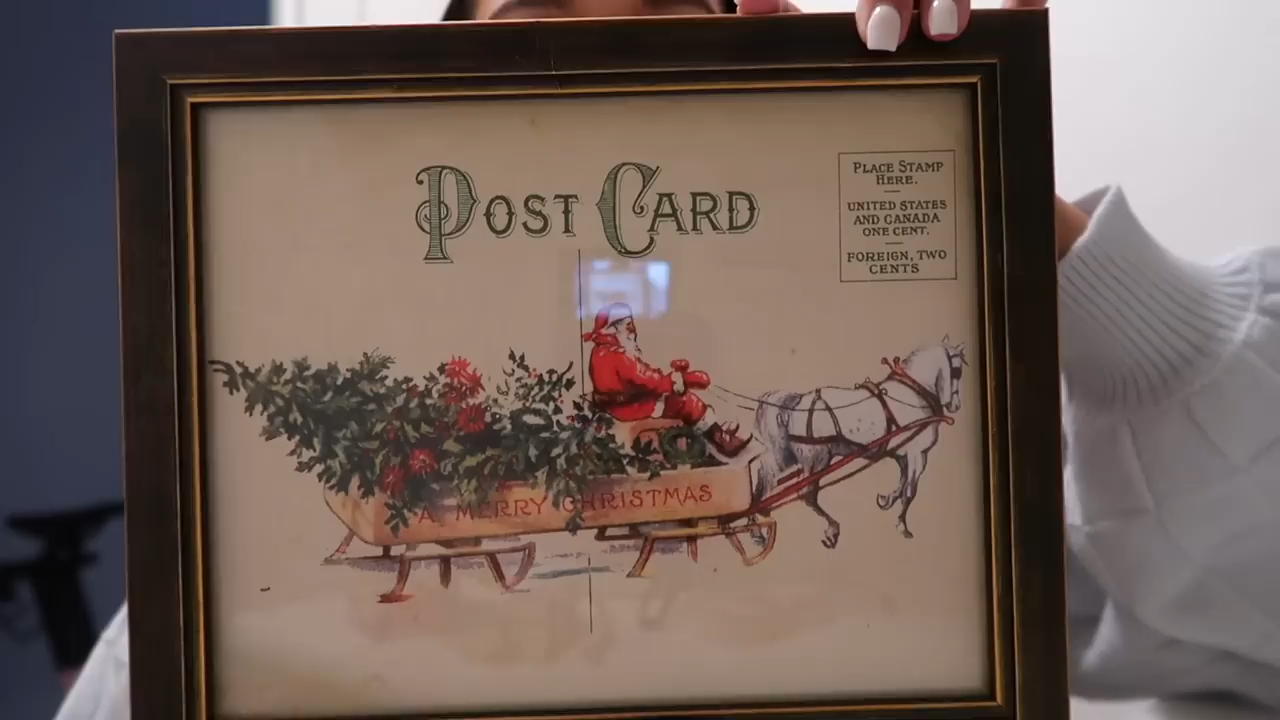 POST CARD
PLACE STAMP
HERE.
UNITED STATES
AND CANADA
ONE CENT.
FOREIGN, TWO
CENTS
A MERRY CHRISTMAS